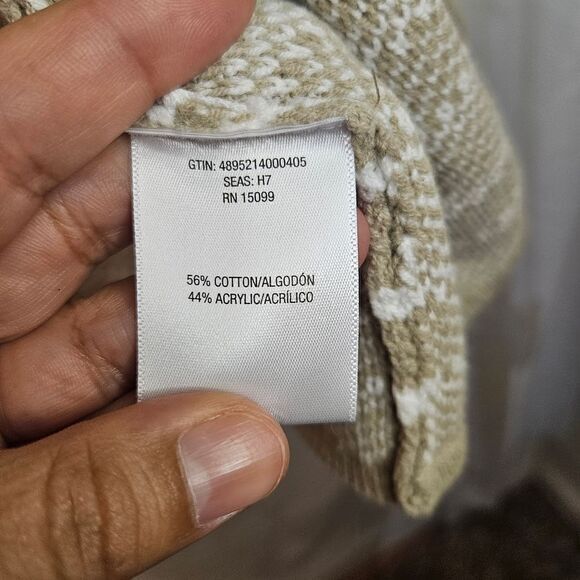 GTIN: 4895214000405
SEAS: H7
RN 15099
56% COTTON/ALGODÓN
44% ACRYLIC/ACRÍLICO